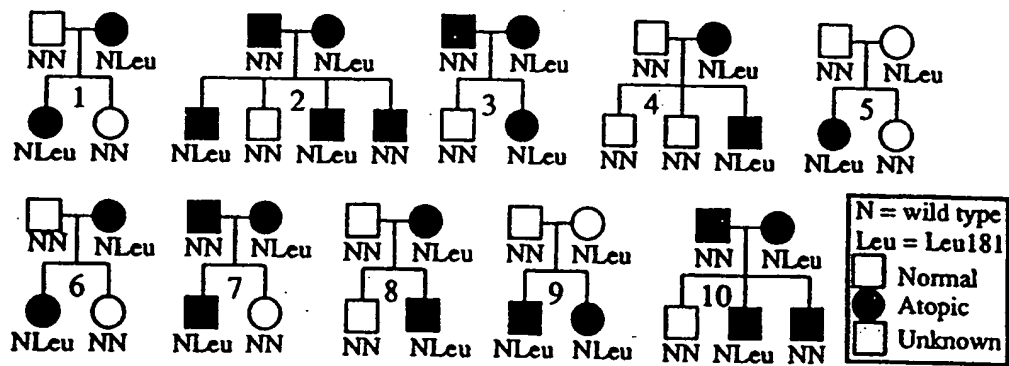 NN NLeu NN NLeu NN NLeu NN NLeu NN NLeu
1 2 3 4 5
NLeu NN NLeu NN NLeu NN NN NLeu NN NN NLeu NLeu NN
NN NLeu NN NLeu NN NLeu NN NLeu NN NLeu
6 7 8 9 10
NLeu NN NLeu NN NN NLeu NLeu NLeu NN NLeu NN
N = wild type
Leu = Leu181
Normal
Atopic
Unknown